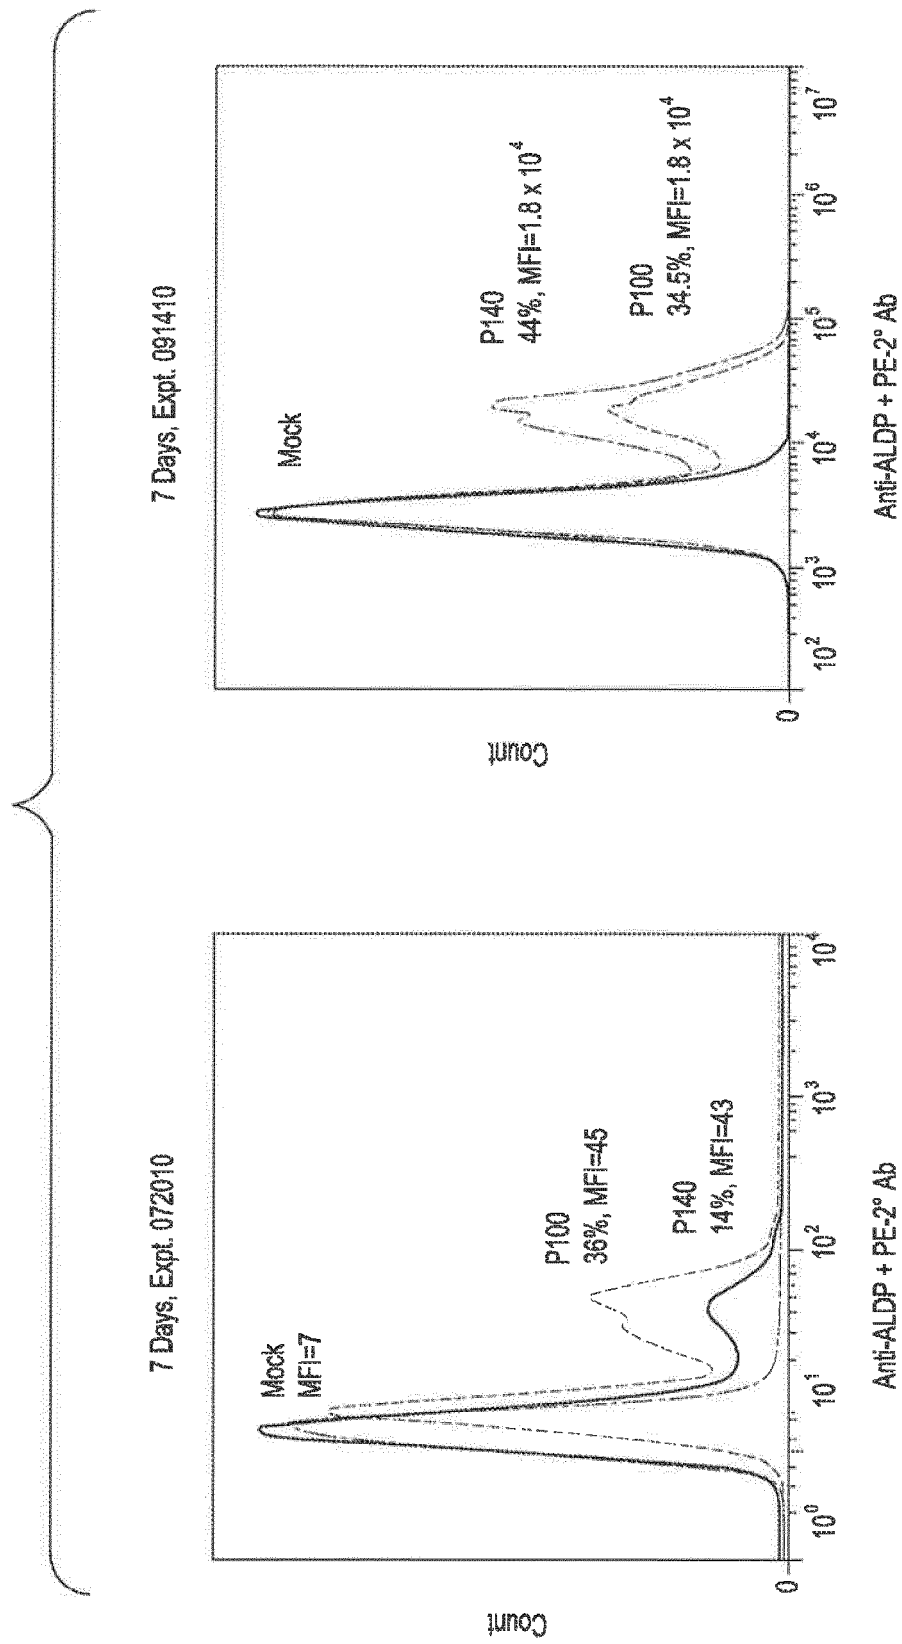 7 Days, Expt. 072010
Mock
MFI=7
P100
36%, MFI=45
P140
14%, MFI=43
Count
0
10⁰
10¹
10²
10³
10⁴
Anti-ALDP + PE-2° Ab
7 Days, Expt. 091410
Mock
P140
44%, MFI=1.8 x 10⁴
P100
34.5%, MFI=1.8 x 10⁴
Count
0
10²
10³
10⁴
10⁵
10⁶
10⁷
Anti-ALDP + PE-2° Ab